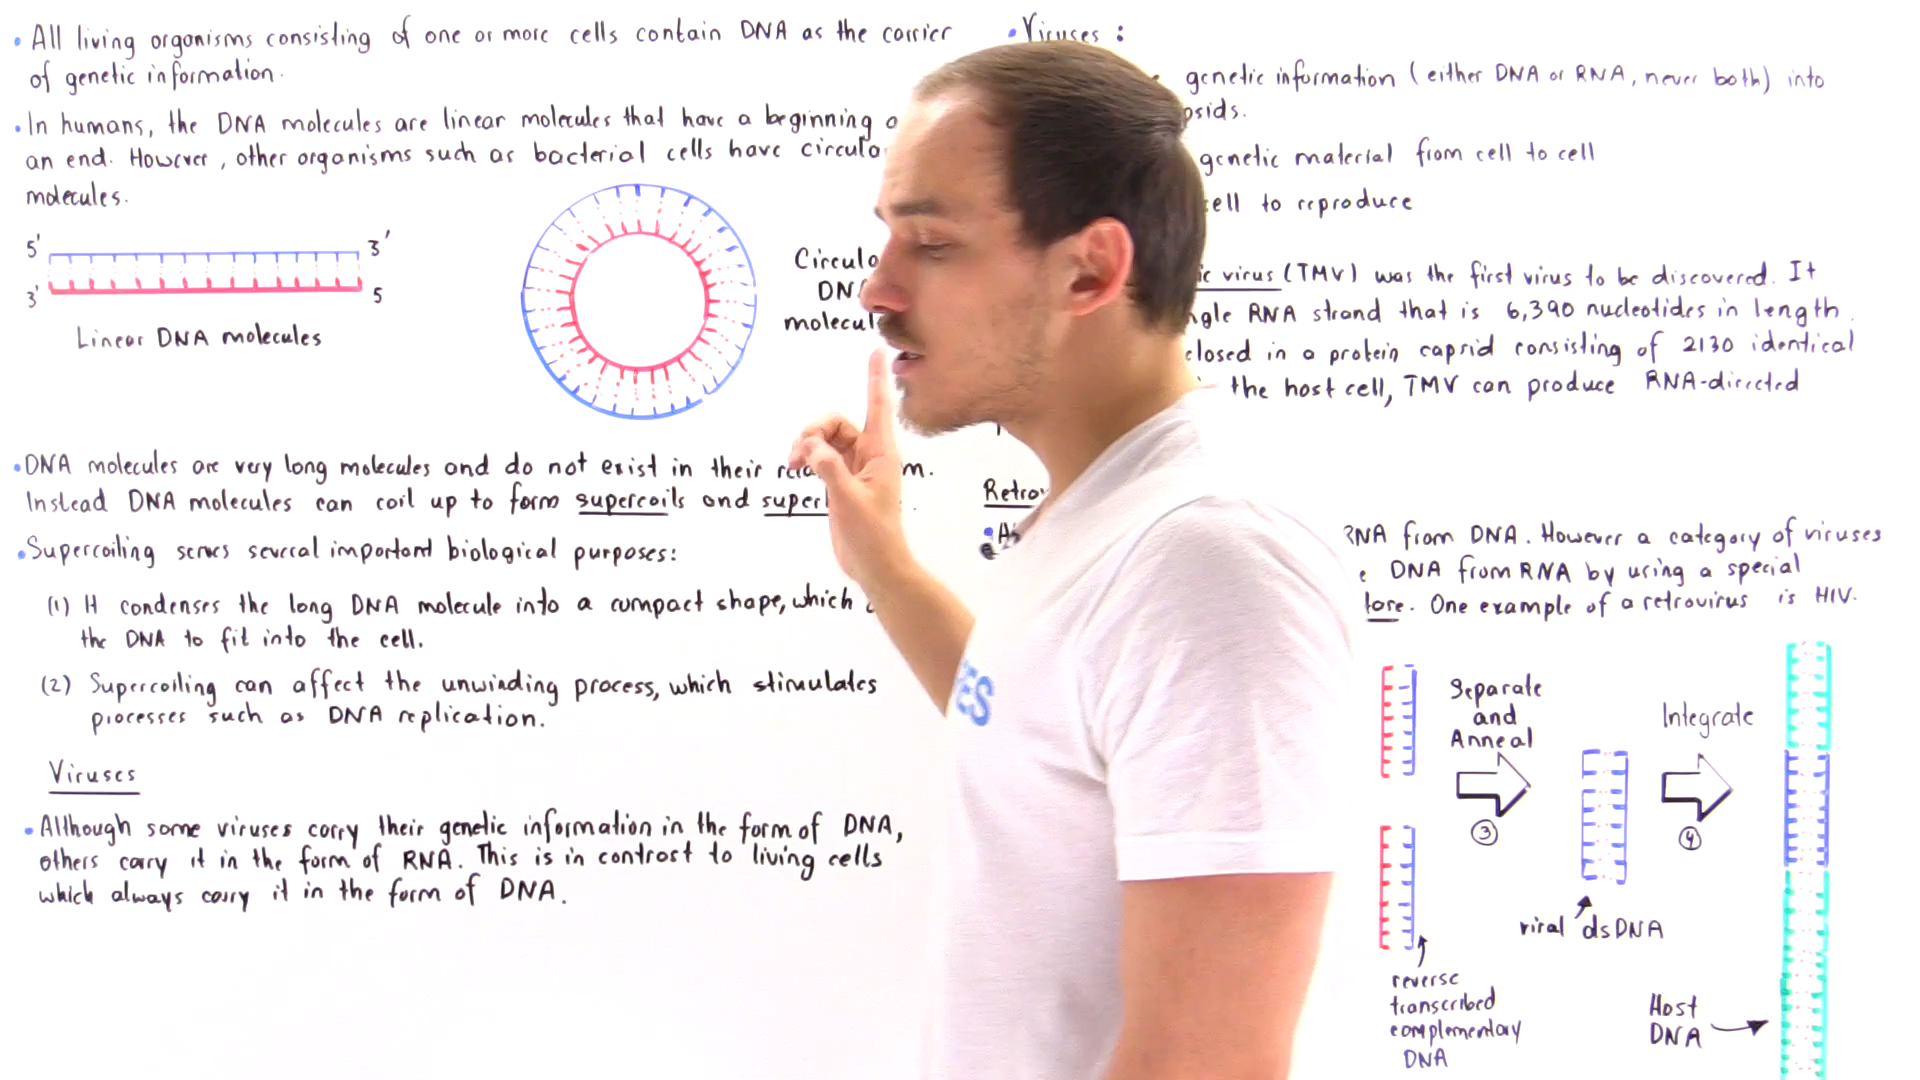 • All living organisms consisting of one or more cells contain DNA as the carrier
of genetic information.
• In humans, the DNA molecules are linear molecules that have a beginning
an end. However, other organisms such as bacterial cells have
molecules.
5' 3'
3' 5
Linear DNA molecules
DNA
• DNA molecules are very long molecules and do not exist in their
Instead DNA molecules can coil up to form supercoils and
• Supercoiling serves several important biological purposes:
(1) It condenses the long DNA molecule into a compact shape, which
the DNA to fit into the cell.
(2) Supercoiling can affect the unwinding process, which stimulates
processes such as DNA replication.
Viruses
• Although some viruses carry their genetic information in the form of DNA,
others carry it in the form of RNA. This is in contrast to living cells
which always carry it in the form of DNA.
• Viruses:
genetic information (either DNA or RNA, never both) into
genetic material from cell to cell
to reproduce
virus (TMV) was the first virus to be discovered. It
RNA strand that is 6,390 nucleotides in length.
in a protein capsid consisting of 2130 identical
the host cell, TMV can produce RNA-directed
RNA from DNA. However a category of viruses
DNA from RNA by using a special
One example of a retrovirus is HIV.
Separate
and
Anneal
3
Integrate
4
viral dsDNA
reverse
transcribed
complementary
DNA
Host
DNA